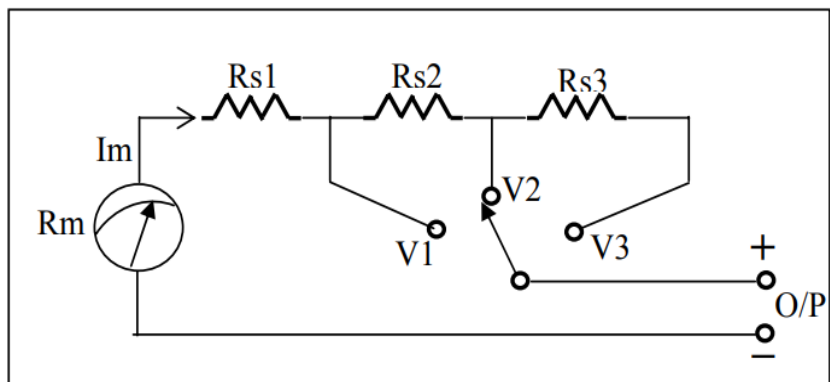 Rs1 Rs2 Rs3
Im
V2
Rm
V1 V3 +
O/P
−